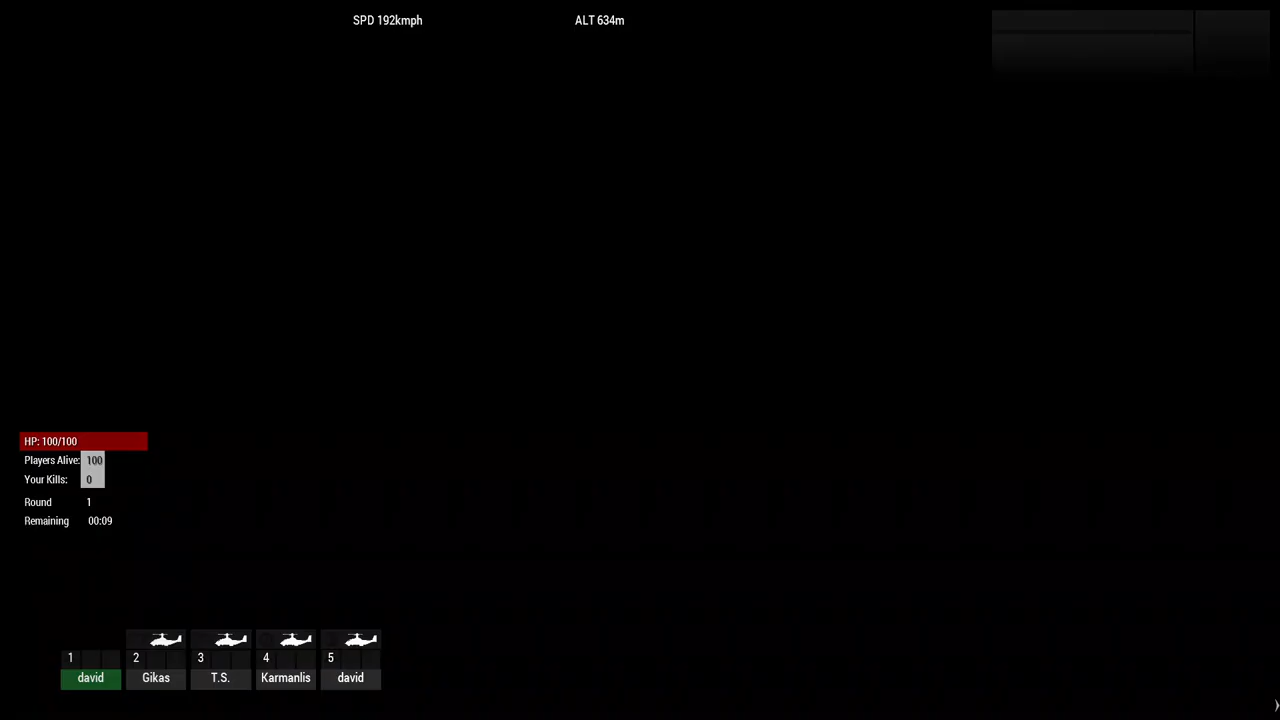 SPD 192kmph ALT 634m
HP: 100/100
Players Alive: 100
Your Kills: 0
Round 1
Remaining 00:09
1 2 3 4 5
david Gikas T.S. Karmanlis david